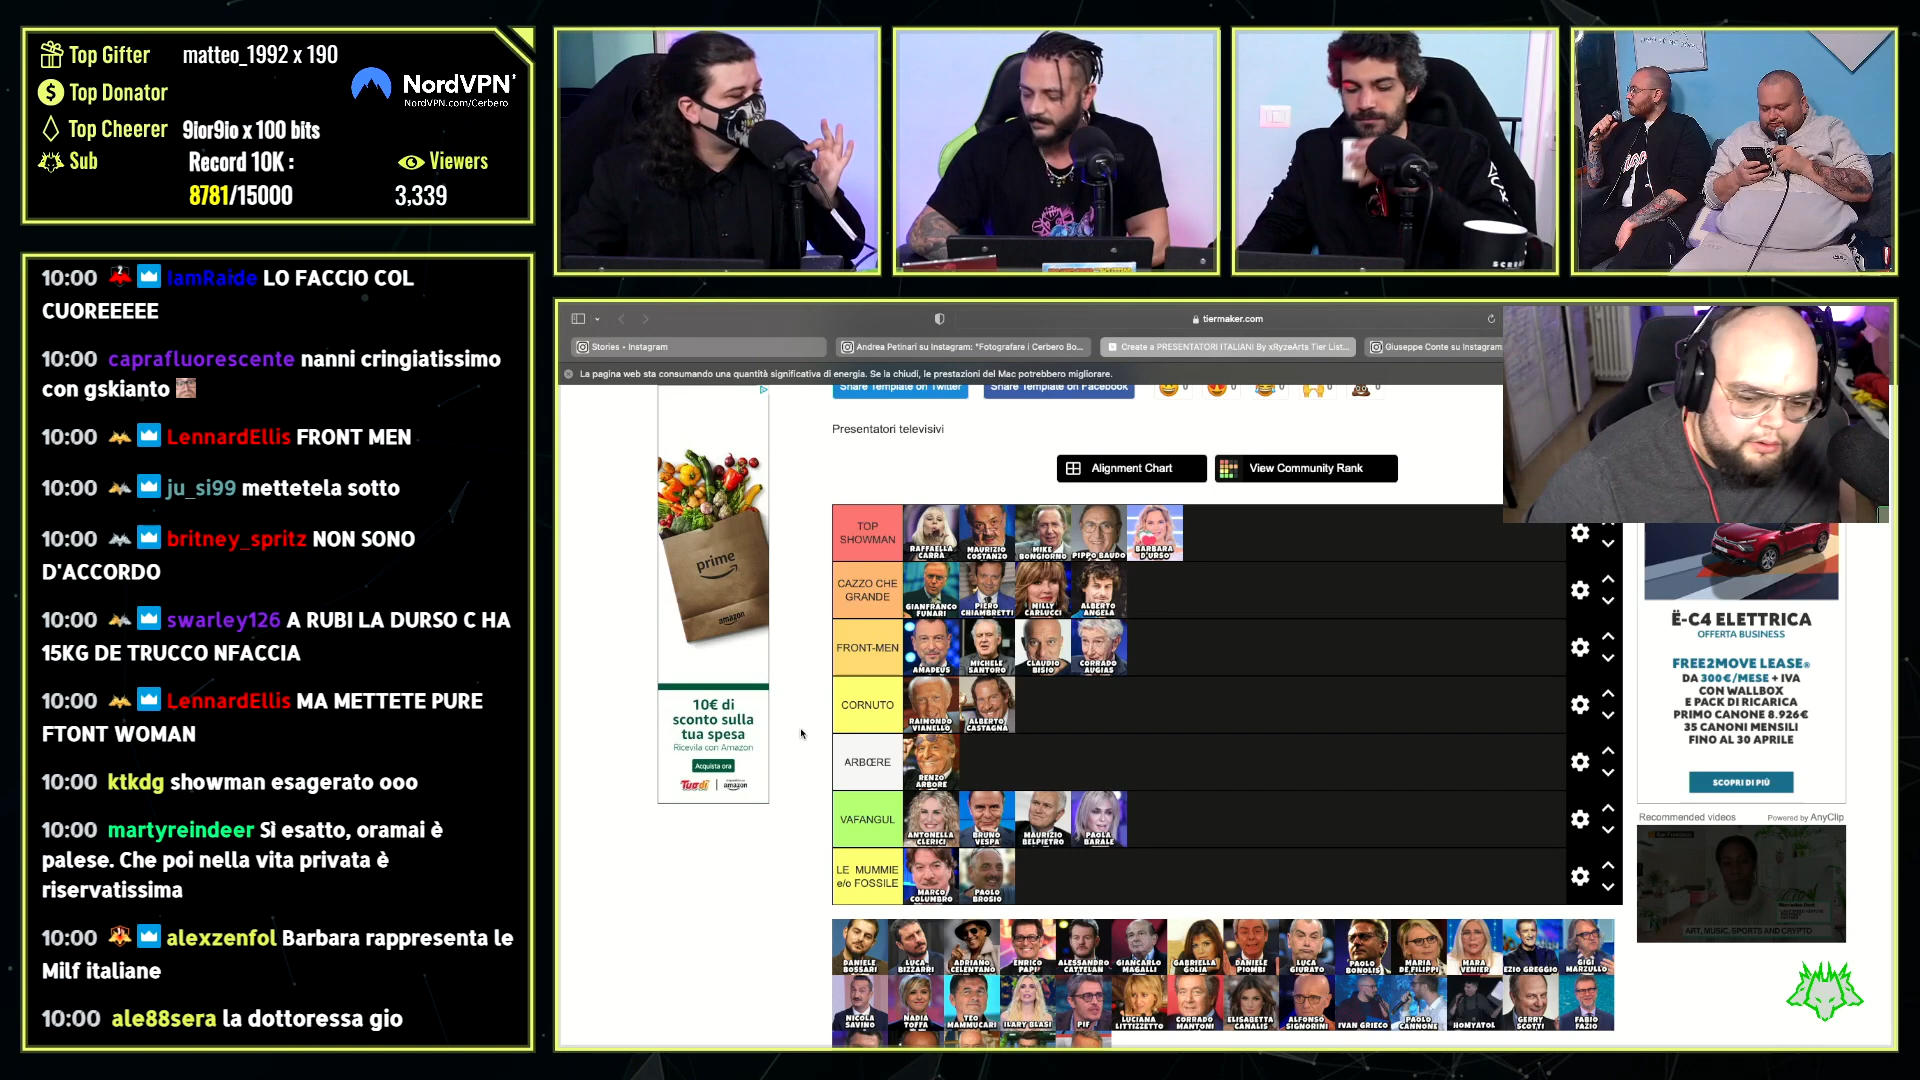 Top Gifter matteo_1992 x 190
NordVPN
NordVPN.com/Cerbero
Top Donator
Top Cheerer 9lor9io x 100 bits
Sub Record 10K : Viewers
8781/15000 3,339
10:00 IamRaide LO FACCIO COL
CUOREEEEE
10:00 caprafluorescente nanni cringiatissimo
con gskianto
10:00 LennardEllis FRONT MEN
10:00 ju_si99 mettetela sotto
10:00 britney_spritz NON SONO
D'ACCORDO
10:00 swarley126 A RUBI LA DURSO C HA
15KG DE TRUCCO NFACCIA
10:00 LennardEllis MA METTETE PURE
FTONT WOMAN
10:00 ktkdg showman esagerato ooo
10:00 martyreindeer Sì esatto, oramai è
palese. Che poi nella vita privata è
riservatissima
10:00 alexzenfol Barbara rappresenta le
Milf italiane
10:00 ale88sera la dottoressa gio
tiermaker.com
Stories • Instagram
Andrea Petinari su Instagram: "Fotografare i Cerbero Bo...
Create a PRESENTATORI ITALIANI By xRyzeArts Tier List...
Giuseppe Conte su Instagram
La pagina web sta consumando una quantità significativa di energia. Se la chiudi, le prestazioni del Mac potrebbero migliorare.
Share Template on Twitter
Share Template on Facebook
Presentatori televisivi
Alignment Chart
View Community Rank
TOP
SHOWMAN
RAFFAELLA
CARRÀ
MAURIZIO
COSTANZO
MIKE
BONGIORNO
PIPPO BAUDO
BARBARA
D'URSO
CAZZO CHE
GRANDE
GIANFRANCO
FUNARI
PIERO
CHIAMBRETTI
MILLY
CARLUCCI
ALBERTO
ANGELA
FRONT-MEN
AMADEUS
MICHELE
SANTORO
CLAUDIO
BISIO
CORRADO
AUGIAS
CORNUTO
RAIMONDO
VIANELLO
ALBERTO
CASTAGNA
ARBŒRE
RENZO
ARBORE
VAFANGUL
ANTONELLA
CLERICI
BRUNO
VESPA
MAURIZIO
BELPIETRO
PAOLA
BARALE
LE MUMMIE
e/o FOSSILE
MARCO
COLUMBRO
PAOLO
BROSIO
DANIELE
BOSSARI
LUCA
BIZZARRI
ADRIANO
CELENTANO
ENRICO
PAPI
ALESSANDRO
CATTELAN
GIANCARLO
MAGALLI
GABRIELLA
GOLIA
DANIELE
PIOMBI
LUCA
GIURATO
PAOLO
BONOLIS
MARIA
DE FILIPPI
MARA
VENIER
EZIO GREGGIO
GIGI
MARZULLO
NICOLA
SAVINO
NADIA
TOFFA
TEO
MAMMUCARI
ILARY BLASI
PIF
LUCIANA
LITTIZZETTO
CORRADO
MANTONI
ELISABETTA
CANALIS
ALFONSO
SIGNORINI
IVAN GRIECO
PAOLO
CANNONE
HOMYATOL
GERRY
SCOTTI
FABIO
FAZIO
prime
amazon
10€ di
sconto sulla
tua spesa
Ricevila con Amazon
Acquista ora
Tuodì
amazon
Ë-C4 ELETTRICA
OFFERTA BUSINESS
FREE2MOVE LEASE®
DA 300€/MESE + IVA
CON WALLBOX
E PACK DI RICARICA
PRIMO CANONE 8.926€
35 CANONI MENSILI
FINO AL 30 APRILE
SCOPRI DI PIÙ
Recommended videos
Powered by AnyClip
ART, MUSIC, SPORTS AND CRYPTO